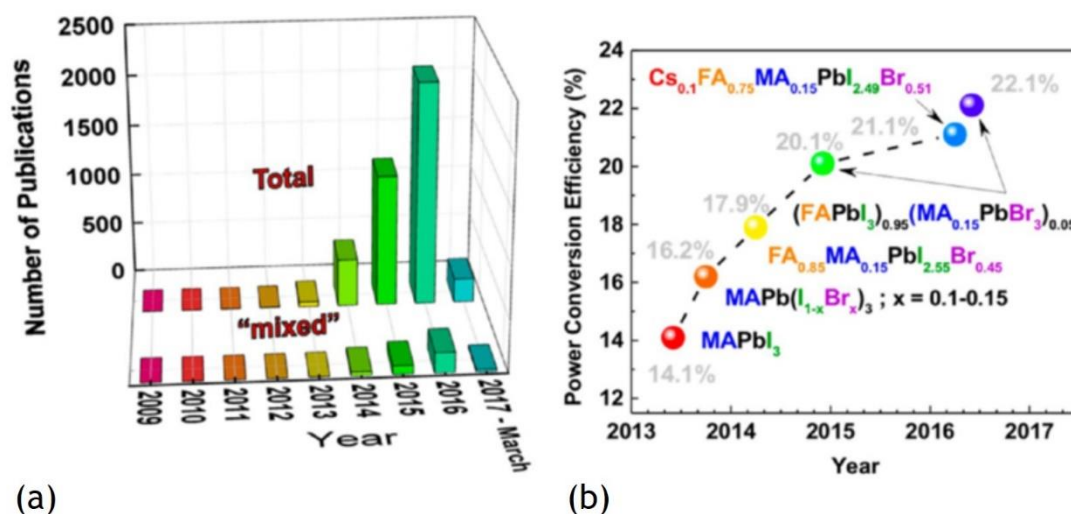 2500
2000
1500
1000
500
0
Number of Publications
Total
“mixed”
2009
2010
2011
2012
2013
2014
2015
2016
2017 - March
Year
(a)
24
22
20
18
16
14
12
Power Conversion Efficiency (%)
Cs0.1FA0.75MA0.15PbI2.49Br0.51
22.1%
21.1%
20.1%
(FAPbI3)0.95(MA0.15PbBr3)0.05
17.9%
FA0.85MA0.15PbI2.55Br0.45
16.2%
MAPb(I1-xBrx)3 ; x = 0.1-0.15
MAPbI3
14.1%
2013
2014
2015
2016
2017
Year
(b)